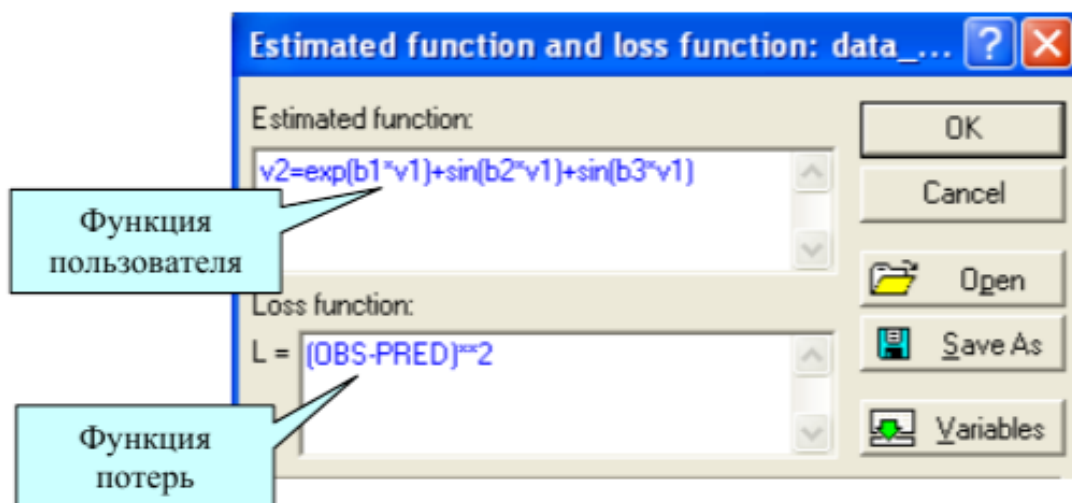 Estimated function and loss function: data_...
Estimated function:
v2=exp(b1*v1)+sin(b2*v1)+sin(b3*v1)
OK
Cancel
Функция
пользователя
Open
Loss function:
L = (OBS-PRED)**2
Save As
Функция
потерь
Variables